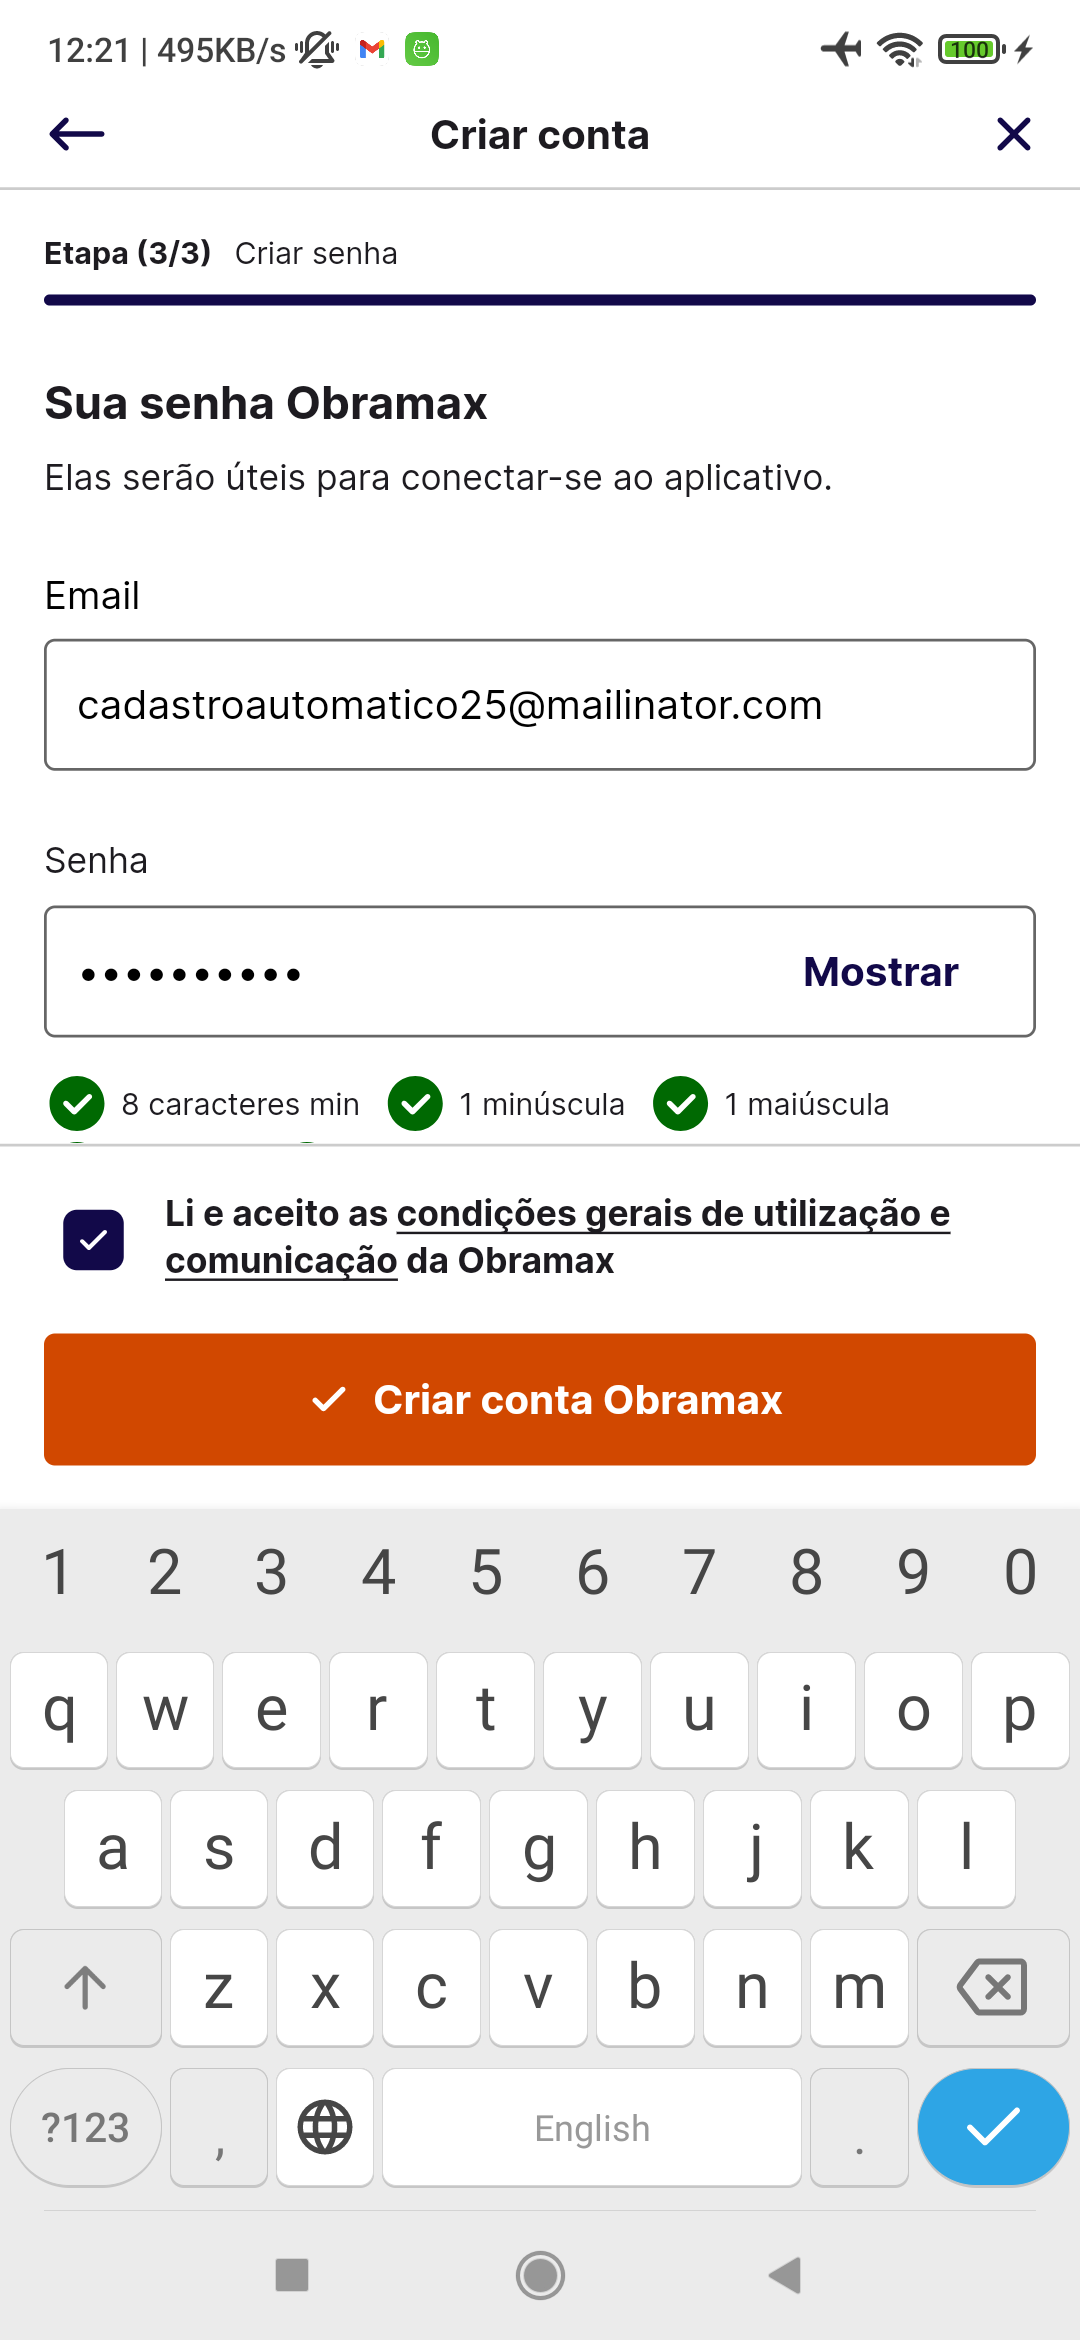 12:21 | 495KB/s
100
Criar conta
Etapa (3/3) Criar senha
Sua senha Obramax
Elas serão úteis para conectar-se ao aplicativo.
Email
cadastroautomatico25@mailinator.com
Senha
•••••••••• Mostrar
8 caracteres min 1 minúscula 1 maiúscula
Li e aceito as condições gerais de utilização e
comunicação da Obramax
Criar conta Obramax
1 2 3 4 5 6 7 8 9 0
q w e r t y u i o p
a s d f g h j k l
z x c v b n m
?123 , English .